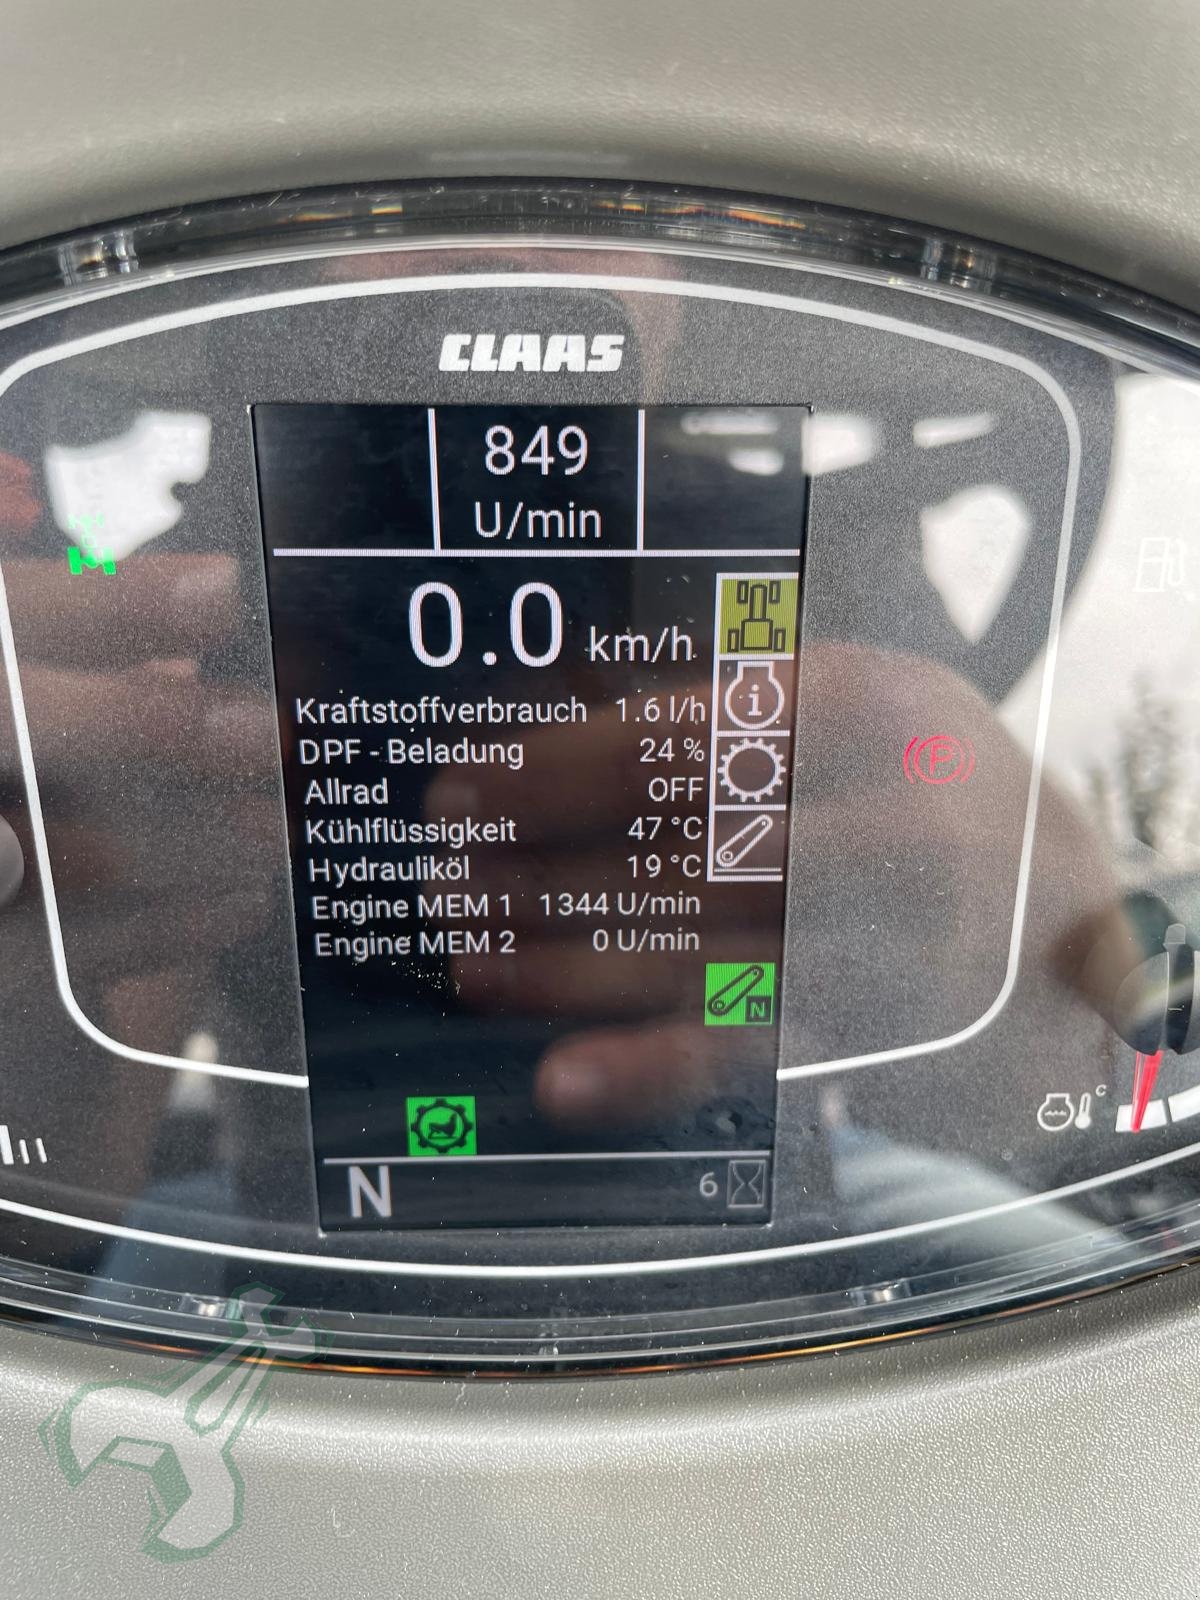 CLAAS
849
U/min
0.0 km/h
Kraftstoffverbrauch 1.6 l/h
DPF - Beladung 24 %
Allrad OFF
Kühlflüssigkeit 47 °C
Hydrauliköl 19 °C
Engine MEM 1 1344 U/min
Engine MEM 2 0 U/min
N
P
C
N 6